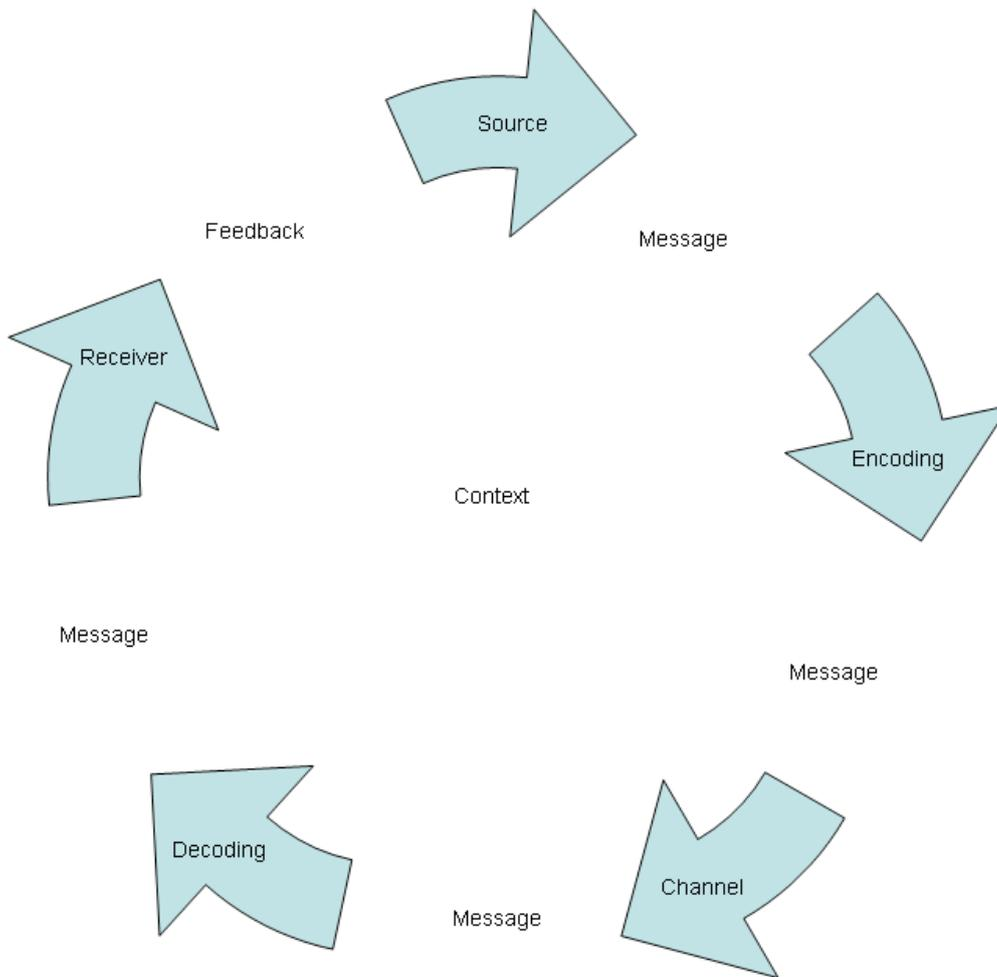 Source
Feedback
Message
Receiver
Encoding
Context
Message
Message
Decoding
Channel
Message